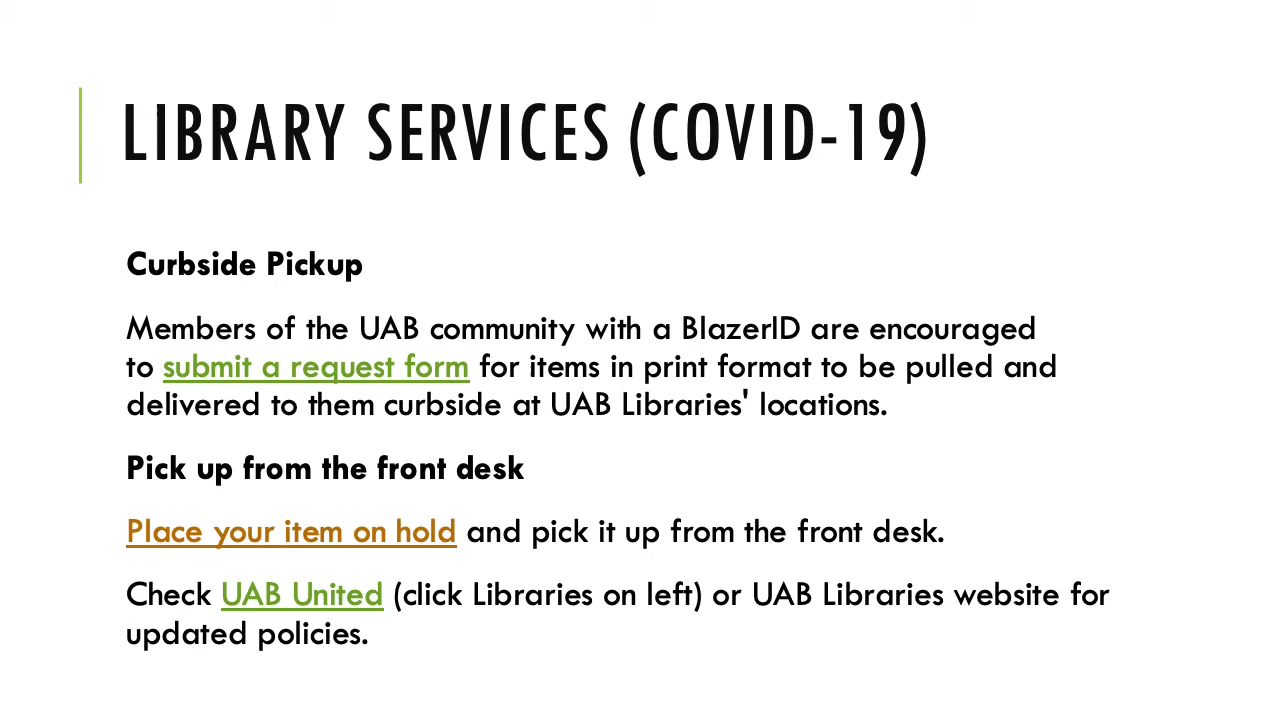 LIBRARY SERVICES (COVID-19)
Curbside Pickup
Members of the UAB community with a BlazerID are encouraged
to submit a request form for items in print format to be pulled and
delivered to them curbside at UAB Libraries' locations.
Pick up from the front desk
Place your item on hold and pick it up from the front desk.
Check UAB United (click Libraries on left) or UAB Libraries website for
updated policies.